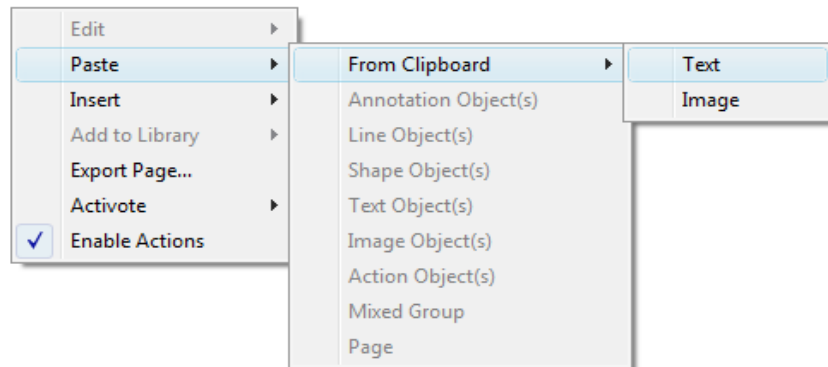 Edit
Paste
Insert
Add to Library
Export Page...
Activote
Enable Actions
From Clipboard
Annotation Object(s)
Line Object(s)
Shape Object(s)
Text Object(s)
Image Object(s)
Action Object(s)
Mixed Group
Page
Text
Image